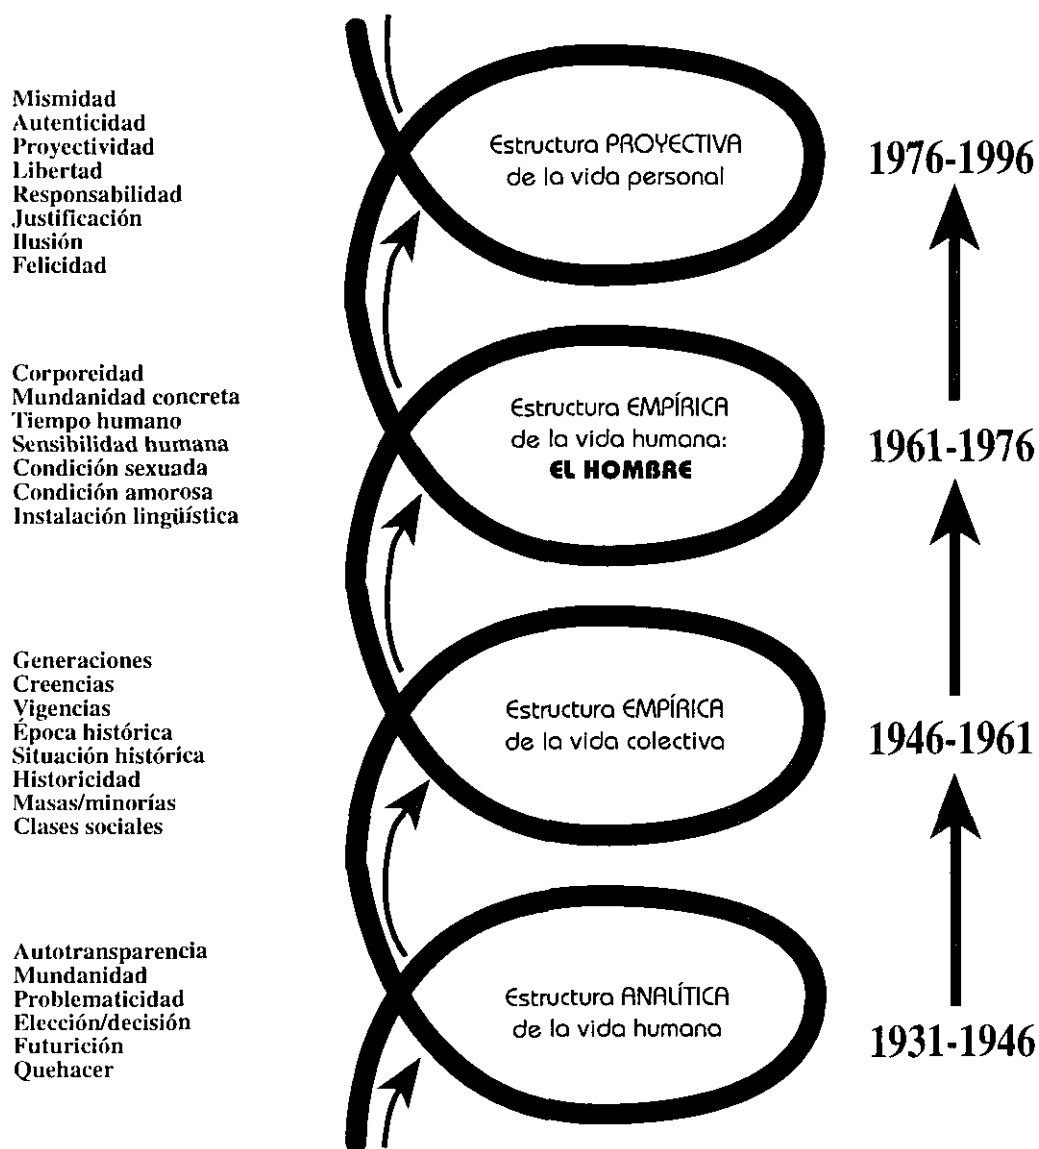 Mismidad
Autenticidad
Proyectividad
Libertad
Responsabilidad
Justificación
Ilusión
Felicidad
Estructura PROYECTIVA
de la vida personal
1976-1996
Corporeidad
Mundanidad concreta
Tiempo humano
Sensibilidad humana
Condición sexuada
Condición amorosa
Instalación lingüística
Estructura EMPÍRICA
de la vida humana:
EL HOMBRE
1961-1976
Generaciones
Creencias
Vigencias
Época histórica
Situación histórica
Historicidad
Masas/minorías
Clases sociales
Estructura EMPÍRICA
de la vida colectiva
1946-1961
Autotransparencia
Mundanidad
Problematicidad
Elección/decisión
Futurición
Quehacer
Estructura ANALÍTICA
de la vida humana
1931-1946